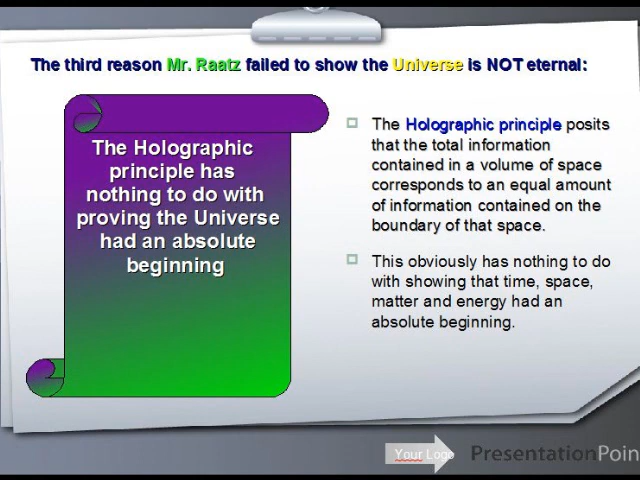 The third reason Mr. Raatz failed to show the Universe is NOT eternal:
The Holographic
principle has
nothing to do with
proving the Universe
had an absolute
beginning
The Holographic principle posits
that the total information
contained in a volume of space
corresponds to an equal amount
of information contained on the
boundary of that space.
This obviously has nothing to do
with showing that time, space,
matter and energy had an
absolute beginning.
Your Logo
PresentationPoin